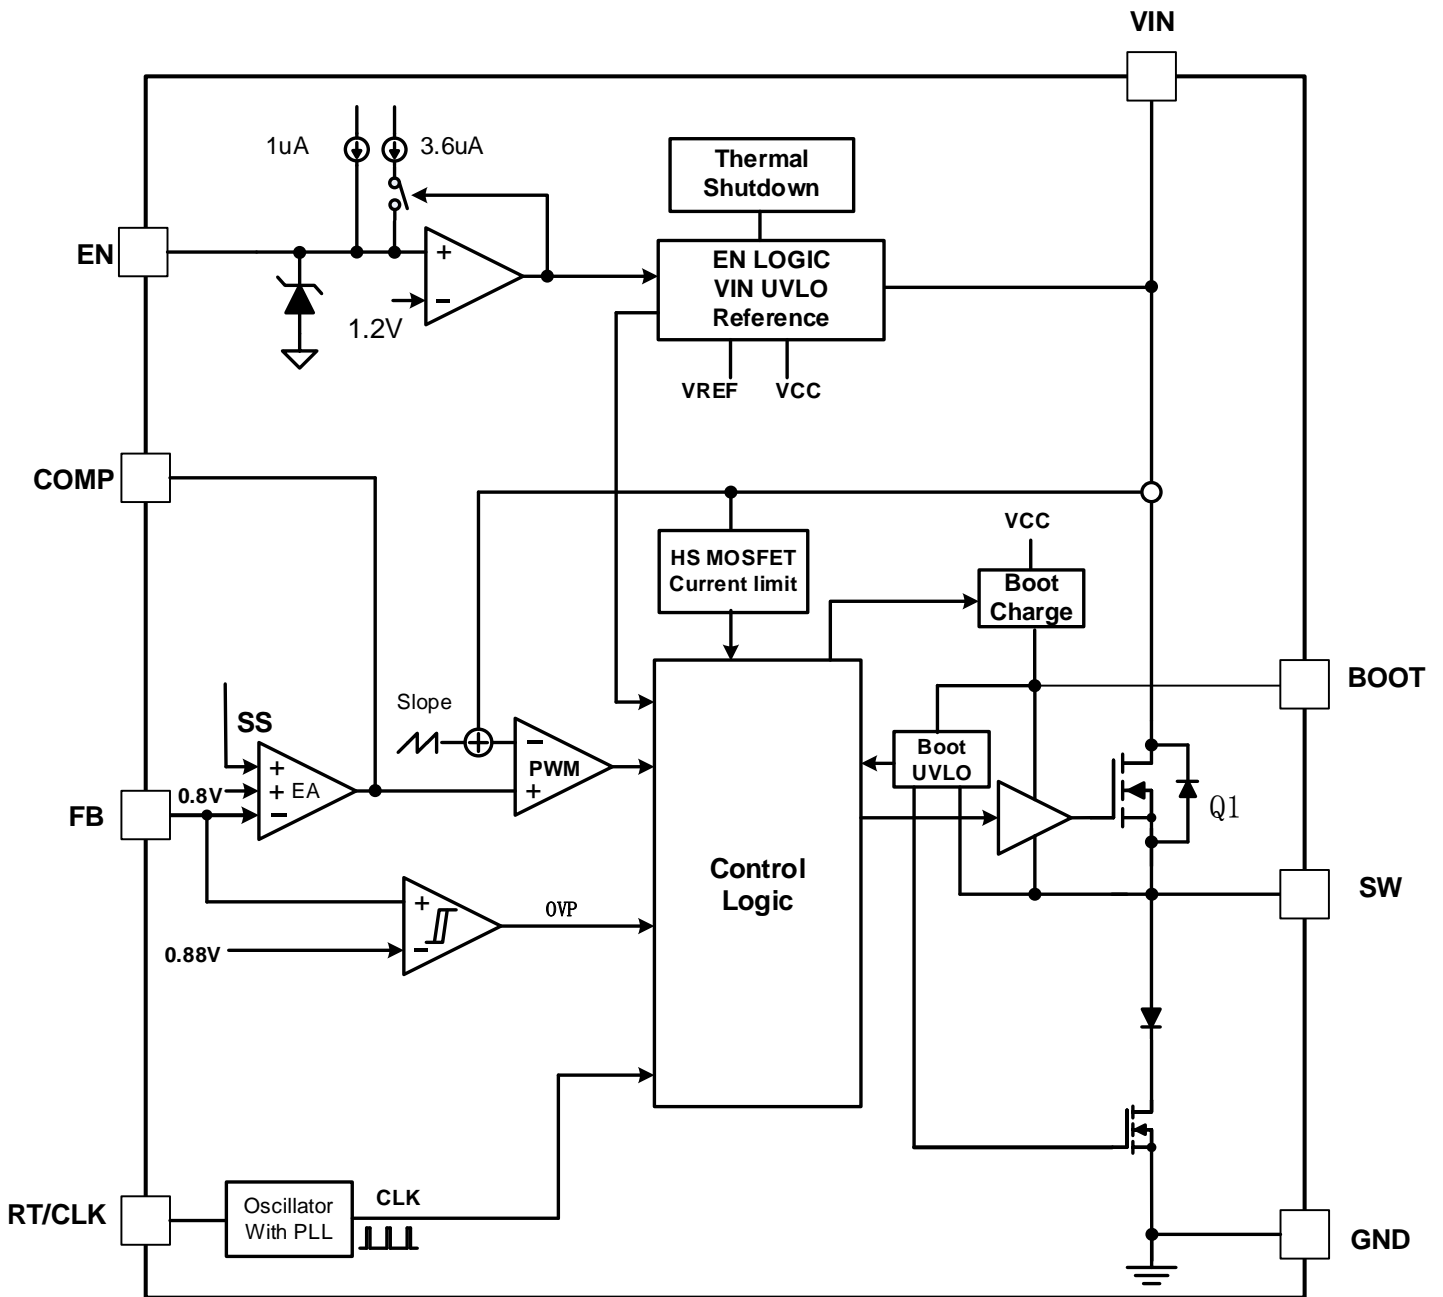 VIN
1uA
3.6uA
Thermal
Shutdown
EN
+
−
1.2V
EN LOGIC
VIN UVLO
Reference
VREF
VCC
COMP
HS MOSFET
Current limit
VCC
Boot
Charge
BOOT
Slope
SS
−
PWM
+
Boot
UVLO
+
+ EA
−
0.8V
FB
Q1
Control
Logic
SW
+
−
OVP
0.88V
RT/CLK
Oscillator
With PLL
CLK
GND